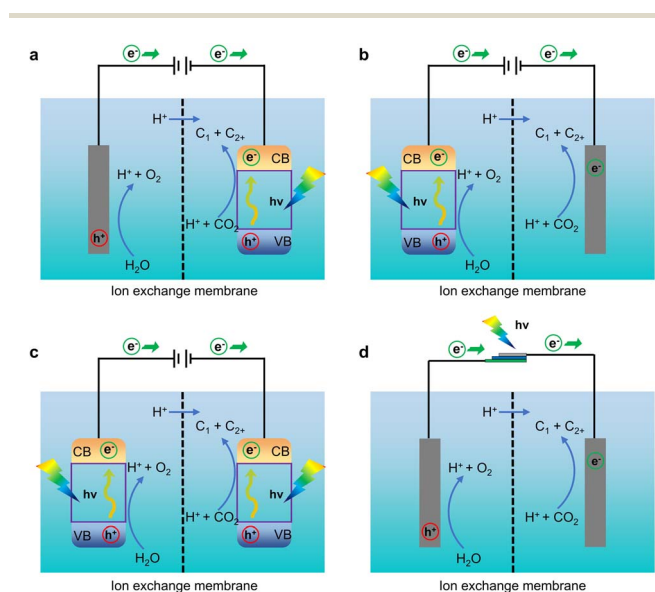 a
e⁻ e⁻
H⁺
C₁ + C₂₊
CB e⁻
H⁺ + O₂
hv
H⁺ + CO₂
h⁺
h⁺ VB
H₂O
Ion exchange membrane
b
e⁻ e⁻
H⁺
C₁ + C₂₊
CB e⁻
e⁻
H⁺ + O₂
hv
H⁺ + CO₂
VB h⁺
H₂O
Ion exchange membrane
c
e⁻ e⁻
H⁺
C₁ + C₂₊
CB e⁻
e⁻ CB
H⁺ + O₂
hv
hv
H⁺ + CO₂
VB h⁺
h⁺ VB
H₂O
Ion exchange membrane
d
hv
e⁻ e⁻
H⁺
C₁ + C₂₊
e⁻
H⁺ + O₂
H⁺ + CO₂
h⁺
H₂O
Ion exchange membrane